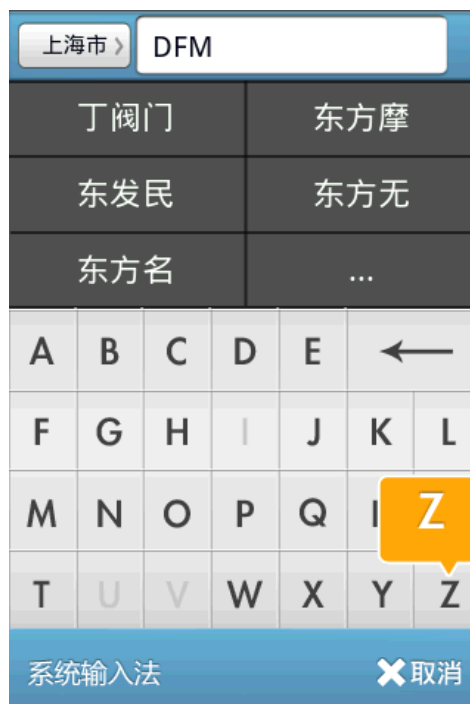 上海市 > DFM
丁阀门 东方摩
东发民 东方无
东方名 ...
A B C D E ←
F G H I J K L
M N O P Q Z
T U V W X Y Z
系统输入法 ✖取消